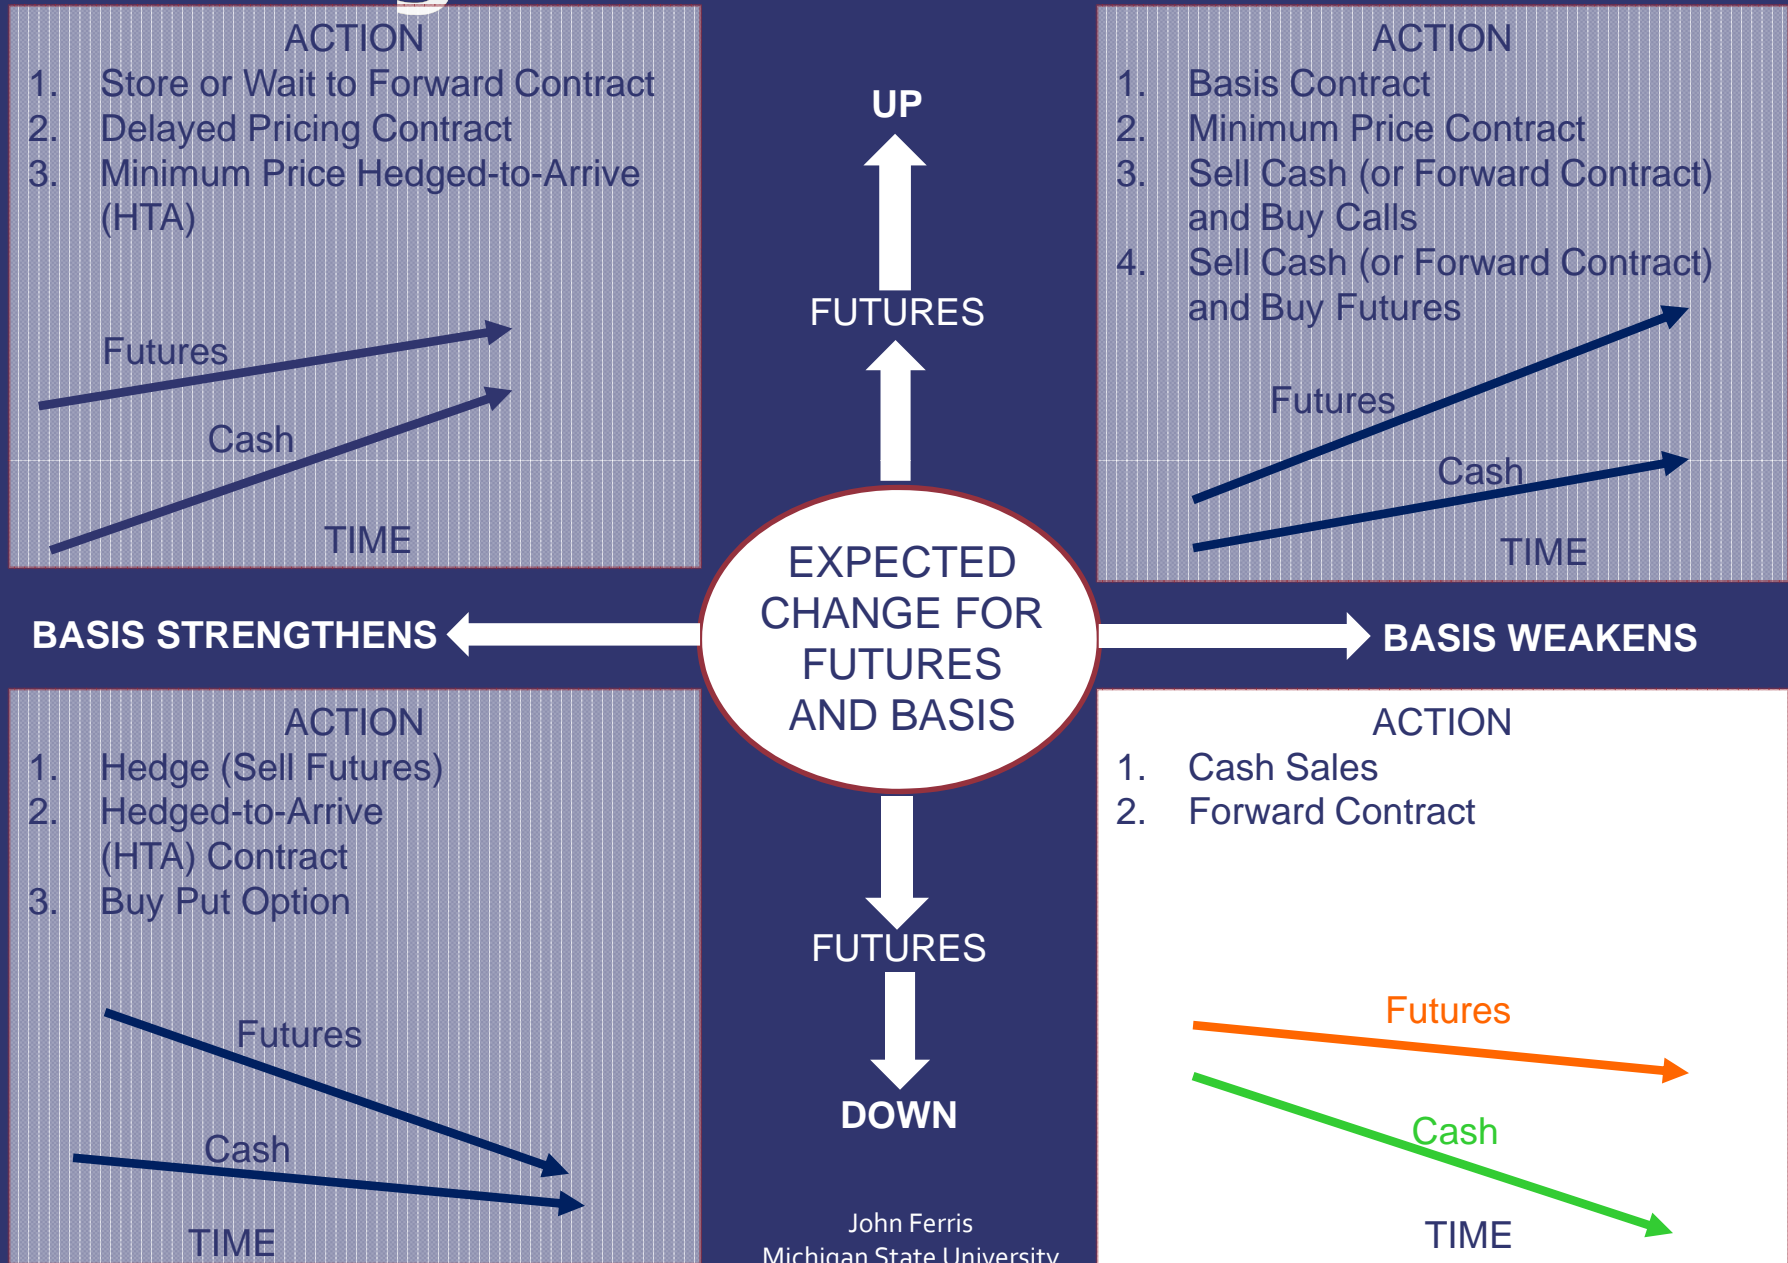 ACTION
1. Store or Wait to Forward Contract
2. Delayed Pricing Contract
3. Minimum Price Hedged-to-Arrive
(HTA)
Futures
Cash
TIME
UP
FUTURES
ACTION
1. Basis Contract
2. Minimum Price Contract
3. Sell Cash (or Forward Contract)
and Buy Calls
4. Sell Cash (or Forward Contract)
and Buy Futures
Futures
Cash
TIME
BASIS STRENGTHENS
EXPECTED
CHANGE FOR
FUTURES
AND BASIS
BASIS WEAKENS
ACTION
1. Hedge (Sell Futures)
2. Hedged-to-Arrive
(HTA) Contract
3. Buy Put Option
Futures
Cash
TIME
FUTURES
DOWN
John Ferris
Michigan State University
ACTION
1. Cash Sales
2. Forward Contract
Futures
Cash
TIME